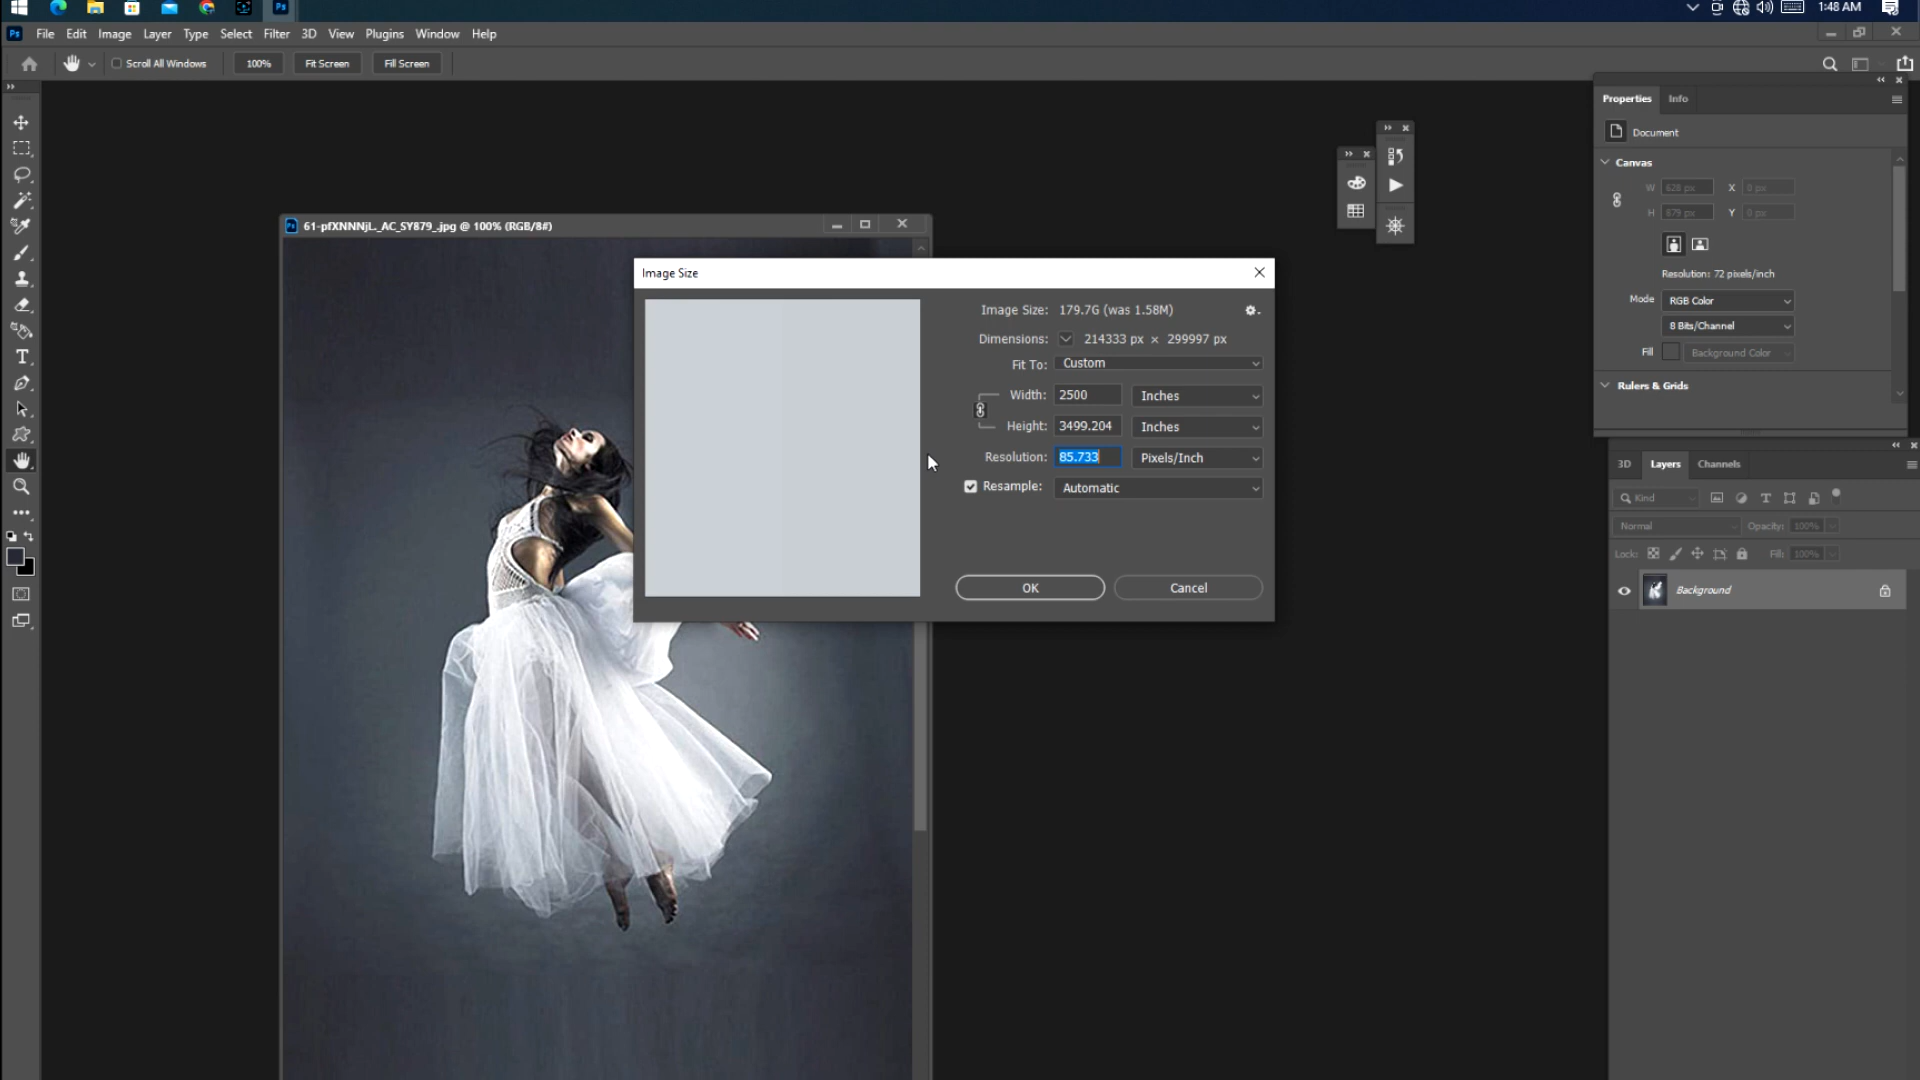 1:48 AM
Ps File Edit Image Layer Type Select Filter 3D View Plugins Window Help
Scroll All Windows 100% Fit Screen Fill Screen
Properties Info
Document
Canvas
W 628 px X 0 px
H 879 px Y 0 px
Resolution: 72 pixels/inch
Mode RGB Color
8 Bits/Channel
Fill Background Color
Rulers & Grids
61-pfXNNNjL._AC_SY879_.jpg @ 100% (RGB/8#)
Image Size
Image Size: 179.7G (was 1.58M)
Dimensions: 214333 px × 299997 px
Fit To: Custom
Width: 2500 Inches
Height: 3499.204 Inches
Resolution: 85.733 Pixels/Inch
Resample: Automatic
OK Cancel
3D Layers Channels
Kind
Normal Opacity: 100%
Lock: Fill: 100%
Background